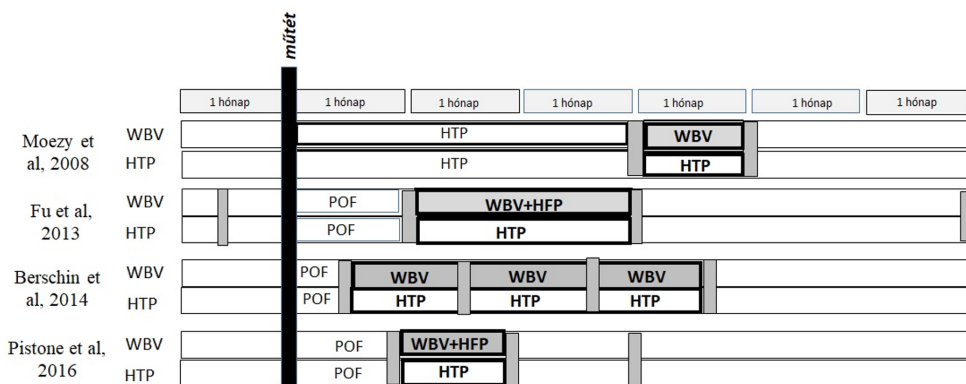 műtét
1 hónap 1 hónap 1 hónap 1 hónap 1 hónap 1 hónap 1 hónap
Moezy et
al, 2008
WBV HTP WBV
HTP HTP HTP
Fu et al,
2013
WBV POF WBV+HFP
HTP POF HTP
Berschin et
al, 2014
WBV POF WBV WBV WBV
HTP POF HTP HTP HTP
Pistone et al,
2016
WBV POF WBV+HFP
HTP POF HTP